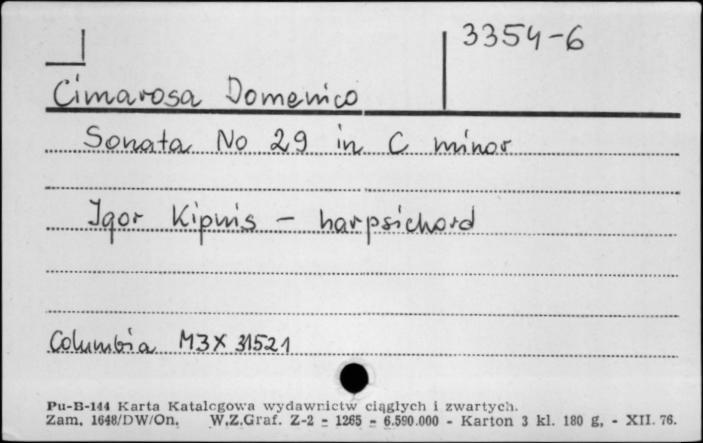 3354-6
Cimarosa Domenico
Sonata No 29 in C minor
Igor Kipnis - harpsichord
Columbia M3X 31521
Pu-B-144 Karta Katalogowa wydawnictw ciągłych i zwartych.
Zam. 1648/DW/On. W.Z.Graf. Z-2 - 1265 - 6.590.000 - Karton 3 kl. 180 g. - XII. 76.